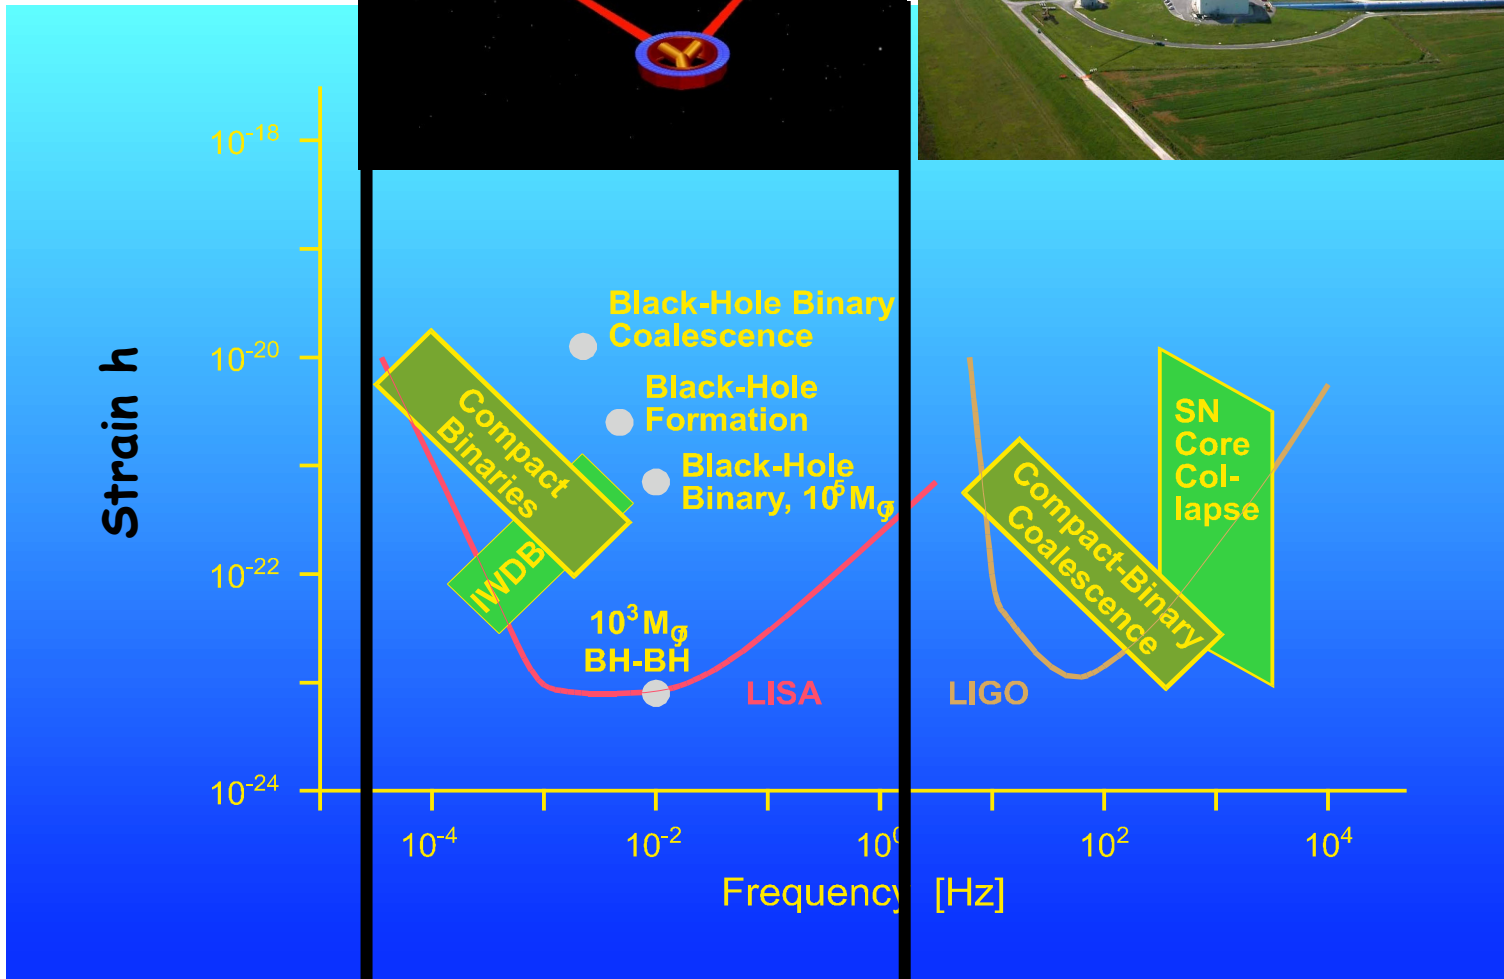 10-18
10-20
10-22
10-24
Strain h
Black-Hole Binary
Coalescence
Black-Hole
Formation
Black-Hole
Binary, 10 M
Compact
Binaries
IWDB
10³ M
BH-BH
LISA
LIGO
Compact-Binary
Coalescence
SN
Core
Col-
lapse
10-4
10-2
10⁰
10²
10⁴
Frequency [Hz]